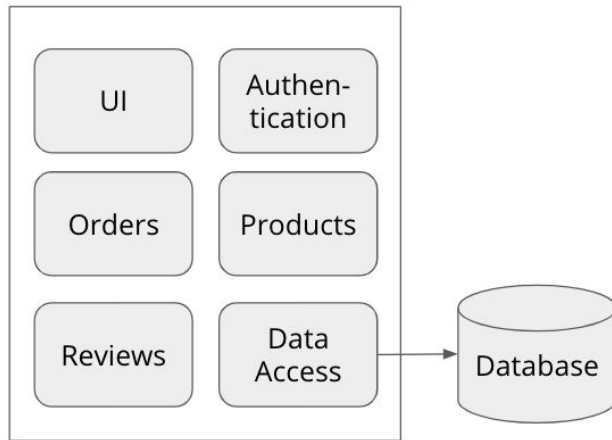 UI
Authen-
tication
Orders
Products
Reviews
Data
Access
Database